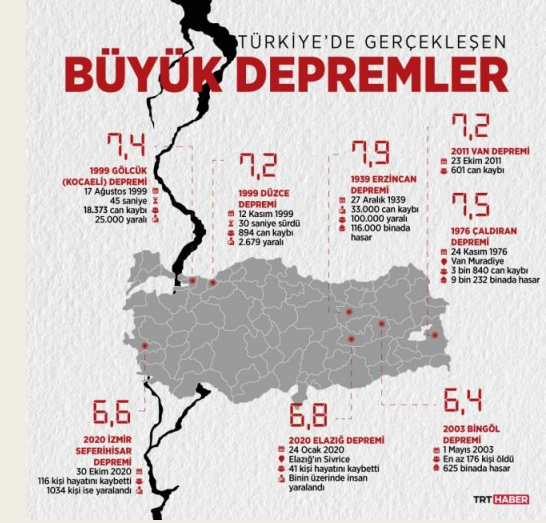 TÜRKİYE'DE GERÇEKLEŞEN
BÜYÜK DEPREMLER
7,4
1999 GÖLCÜK
(KOCAELİ) DEPREMİ
17 Ağustos 1999
45 saniye
18.373 can kaybı
25.000 yaralı
7,2
1999 DÜZCE
DEPREMİ
12 Kasım 1999
30 saniye sürdü
894 can kaybı
2.679 yaralı
7,9
1939 ERZİNCAN
DEPREMİ
27 Aralık 1939
33.000 can kaybı
100.000 yaralı
116.000 binada
hasar
7,2
2011 VAN DEPREMİ
23 Ekim 2011
601 can kaybı
7,5
1976 ÇALDIRAN
DEPREMİ
24 Kasım 1976
Van Muradiye
3 bin 840 can kaybı
9 bin 232 binada hasar
6,6
2020 İZMİR
SEFERİHİSAR
DEPREMİ
30 Ekim 2020
116 kişi hayatını kaybetti
1034 kişi ise yaralandı
6,8
2020 ELAZIĞ DEPREMİ
24 Ocak 2020
Elazığ'ın Sivrice
41 kişi hayatını kaybetti
Binin üzerinde insan
yaralandı
6,4
2003 BİNGÖL
DEPREMİ
1 Mayıs 2003
En az 176 kişi öldü
625 binada hasar
TRT HABER